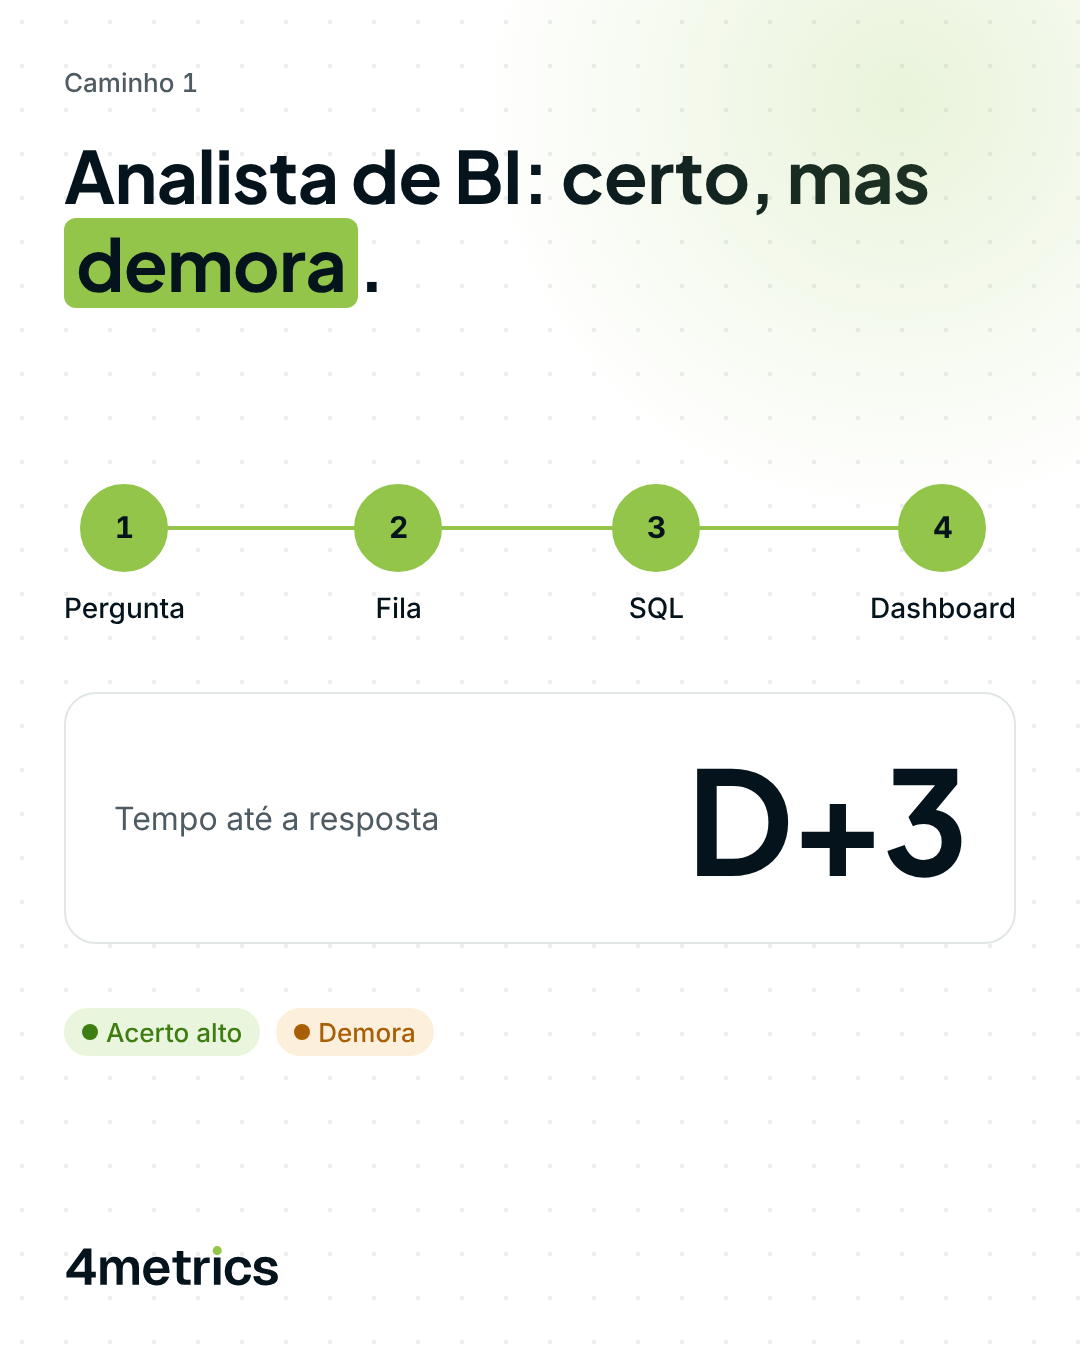 Caminho 1
Analista de BI: certo, mas
demora.
1 2 3 4
Pergunta Fila SQL Dashboard
Tempo até a resposta D+3
Acerto alto Demora
4metrics